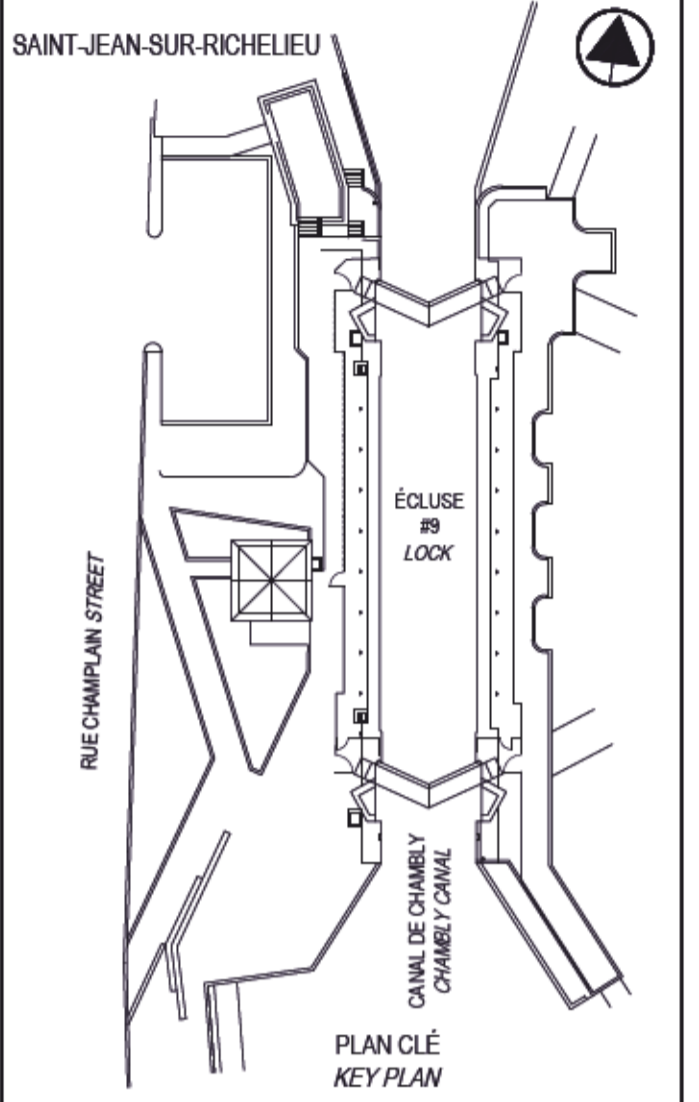 SAINT-JEAN-SUR-RICHELIEU
ÉCLUSE
#9
LOCK
RUE CHAMPLAIN STREET
CANAL DE CHAMBLY
CHAMBLY CANAL
PLAN CLÉ
KEY PLAN